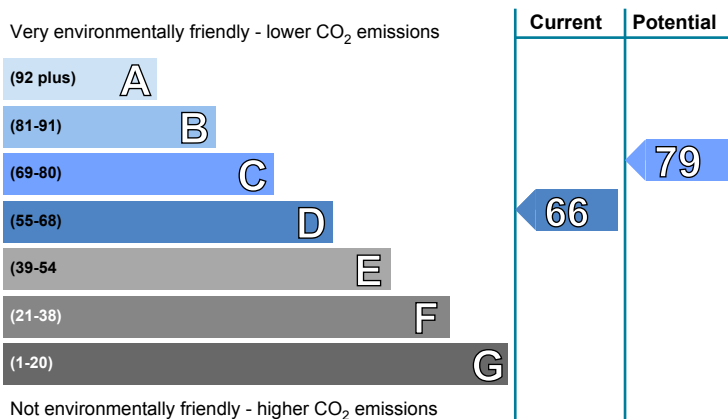 Current Potential
Very environmentally friendly - lower CO2 emissions
(92 plus) A
(81-91) B
(69-80) C
79
(55-68) D
66
(39-54 E
(21-38) F
(1-20) G
Not environmentally friendly - higher CO2 emissions